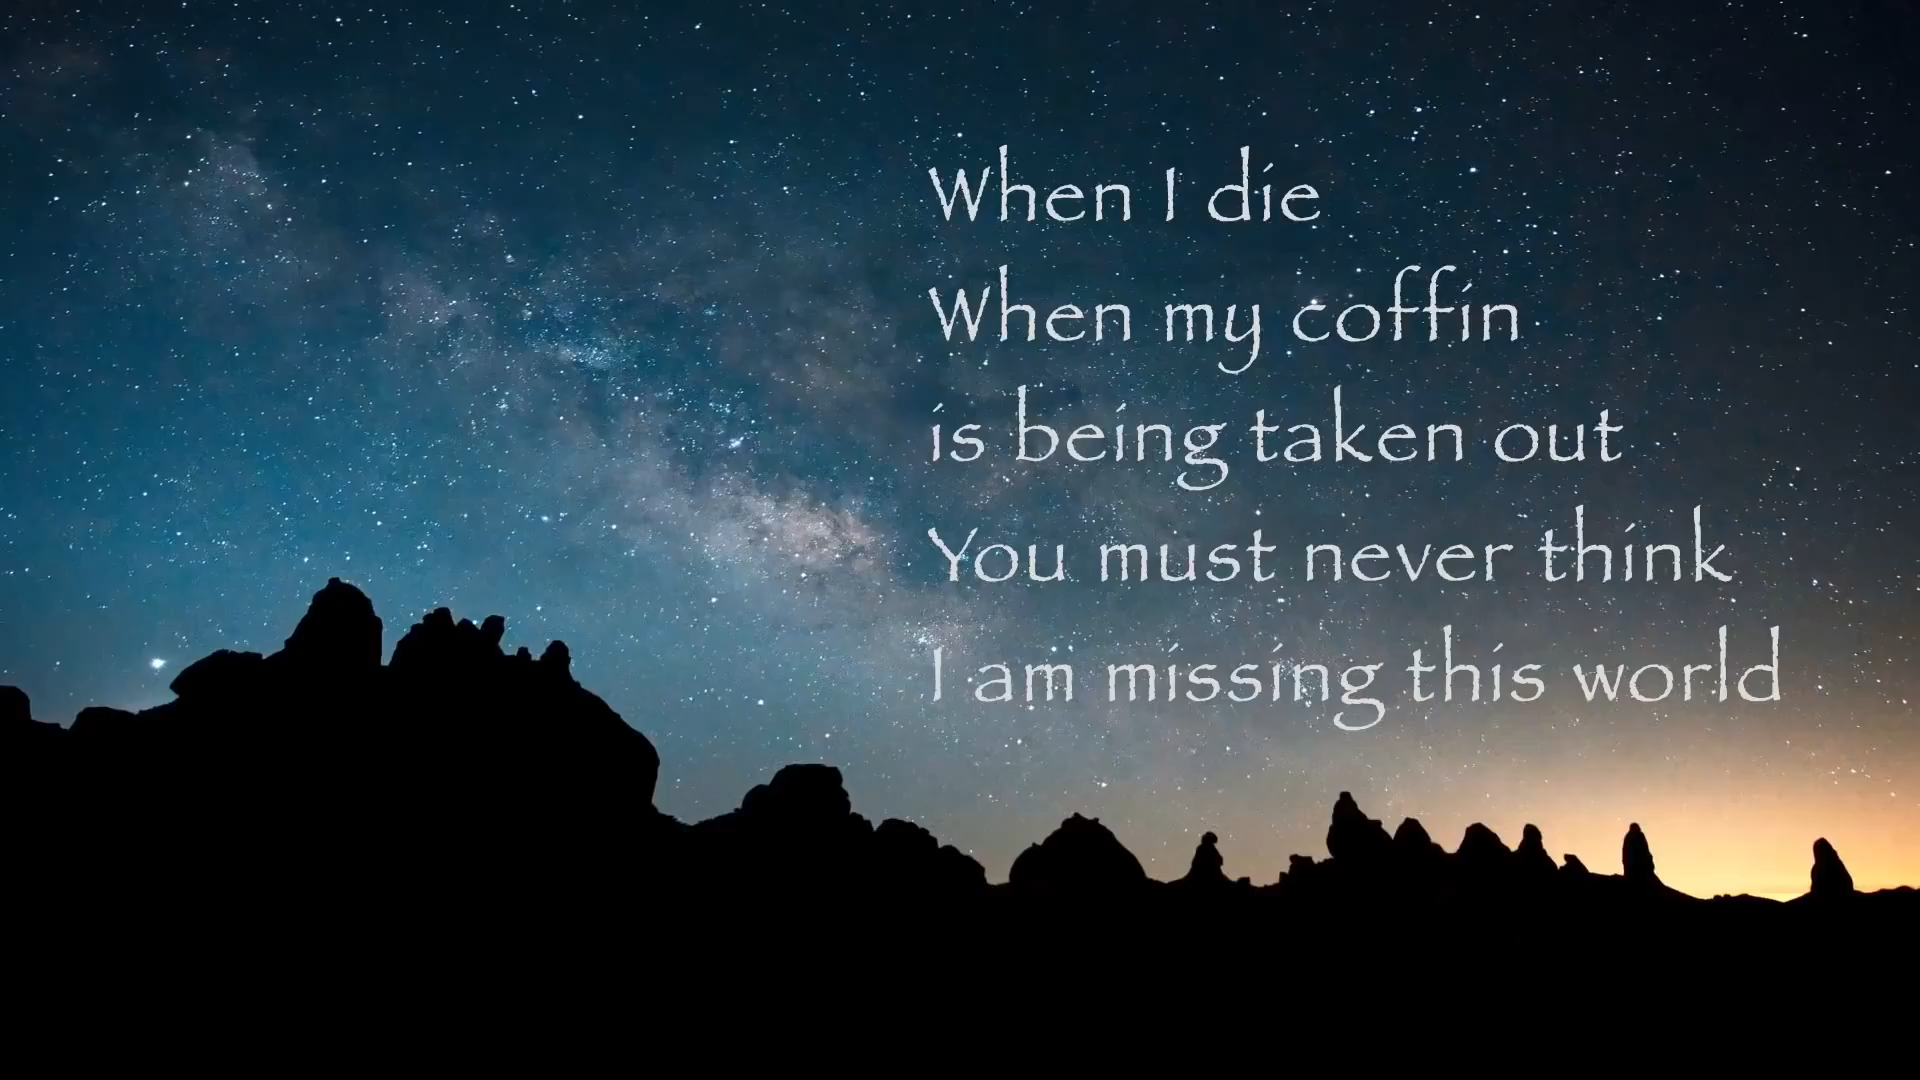 When I die
When my coffin
is being taken out
You must never think
I am missing this world